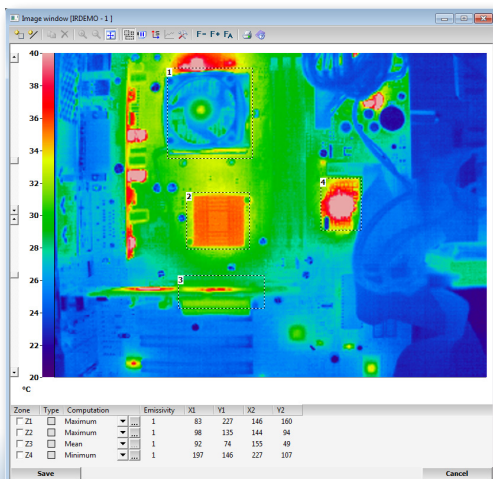 Image window [IRDEMO - 1 ]
F- F+ FA
40
38
36
34
32
30
28
26
24
22
20
°C
1
2
3
4
Zone Type Computation Emissivity X1 Y1 X2 Y2
Z1 Maximum ... 1 83 227 146 160
Z2 Maximum ... 1 98 135 144 94
Z3 Mean ... 1 92 74 155 49
Z4 Minimum ... 1 197 146 227 107
Save Cancel